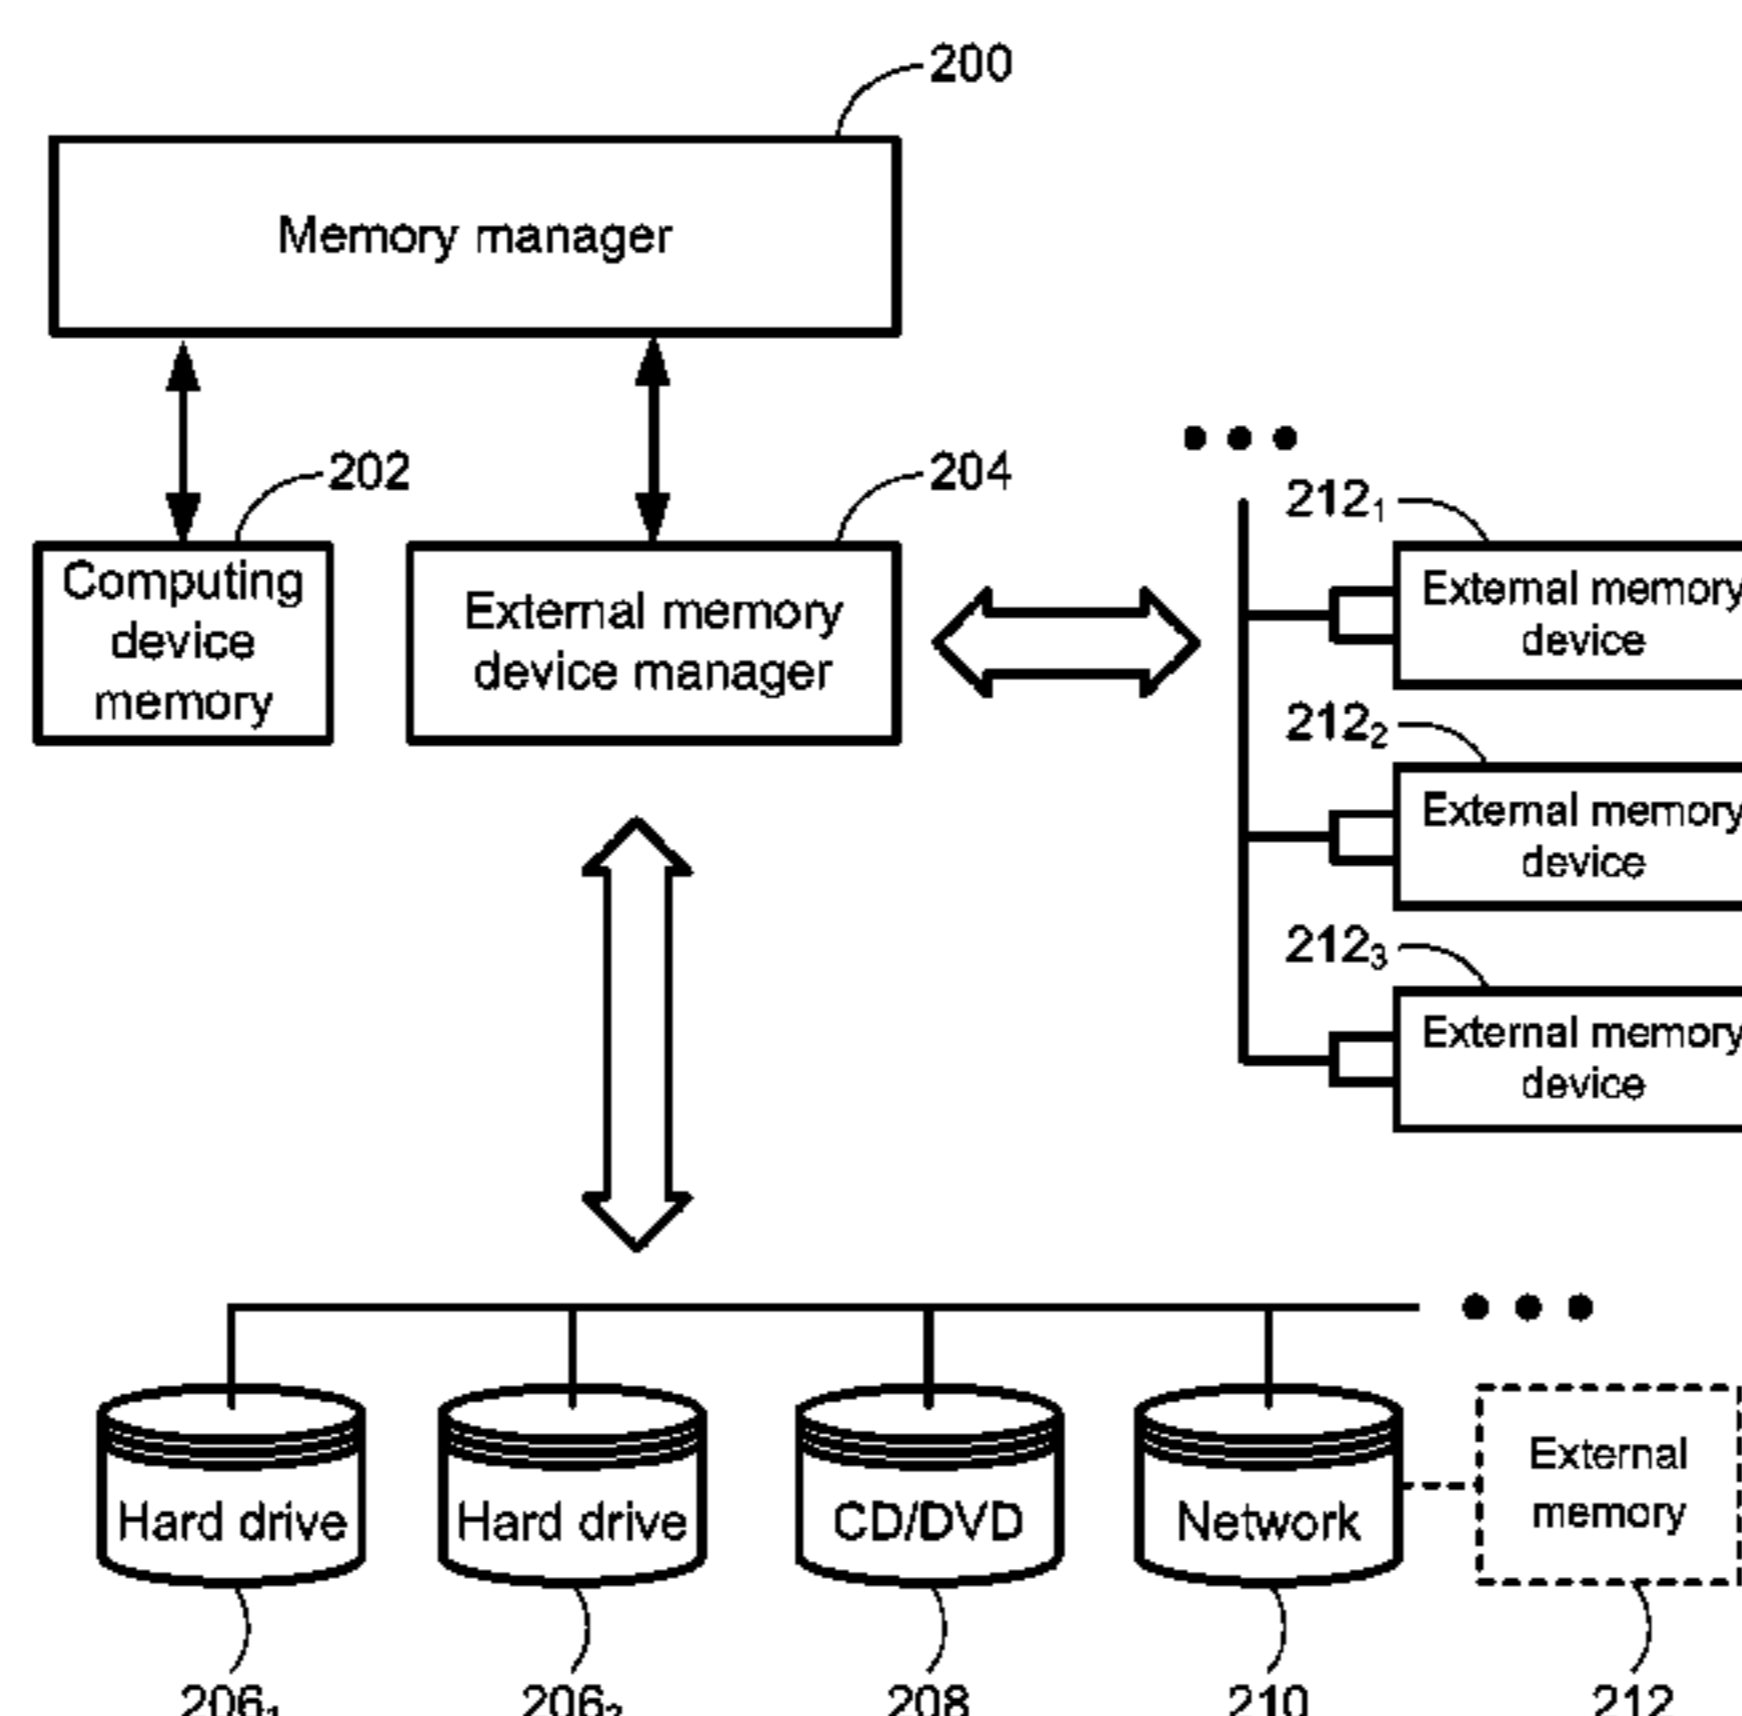 200
Memory manager
202
204
Computing
device
memory
External memory
device manager
212₁
External memory
device
212₂
External memory
device
212₃
External memory
device
Hard drive
Hard drive
CD/DVD
Network
External
memory
206₁
206₂
208
210
212